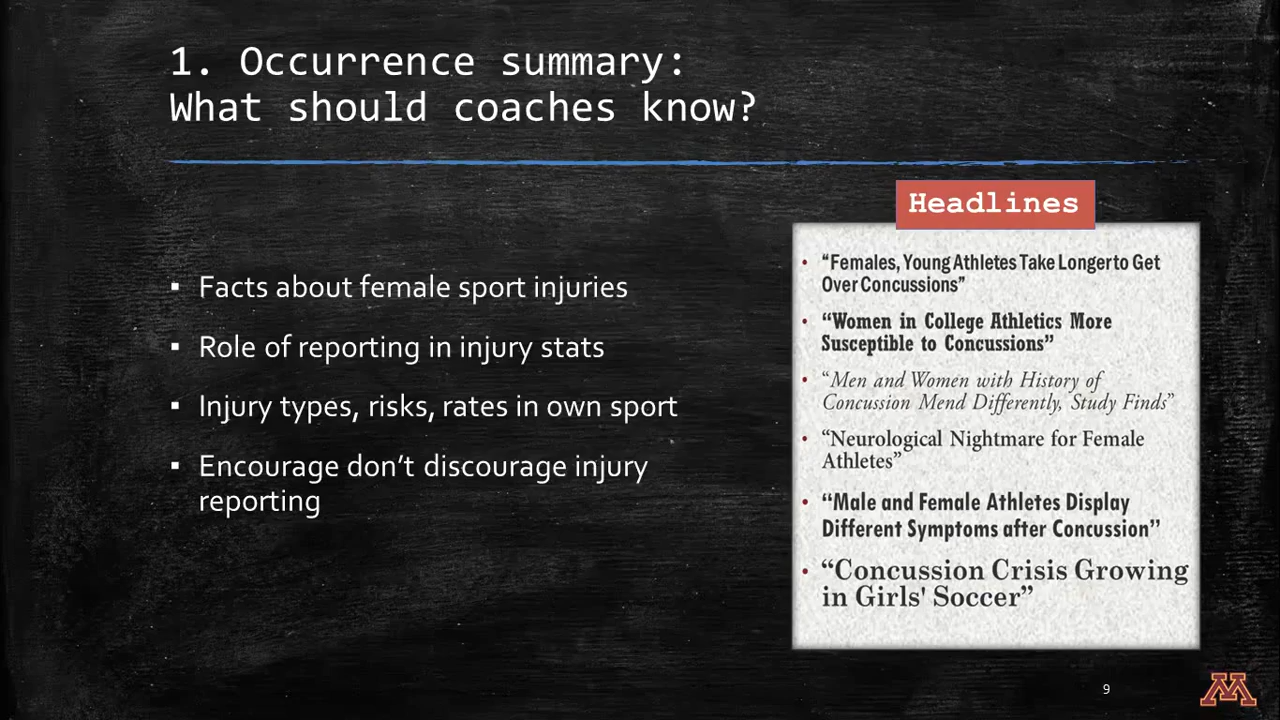 1. Occurrence summary:
What should coaches know?
▪ Facts about female sport injuries
▪ Role of reporting in injury stats
▪ Injury types, risks, rates in own sport
▪ Encourage don’t discourage injury
reporting
Headlines
• “Females, Young Athletes Take Longer to Get
Over Concussions”
• “Women in College Athletics More
Susceptible to Concussions”
• “Men and Women with History of
Concussion Mend Differently, Study Finds”
• “Neurological Nightmare for Female
Athletes”
• “Male and Female Athletes Display
Different Symptoms after Concussion”
• “Concussion Crisis Growing
in Girls' Soccer”
9
M